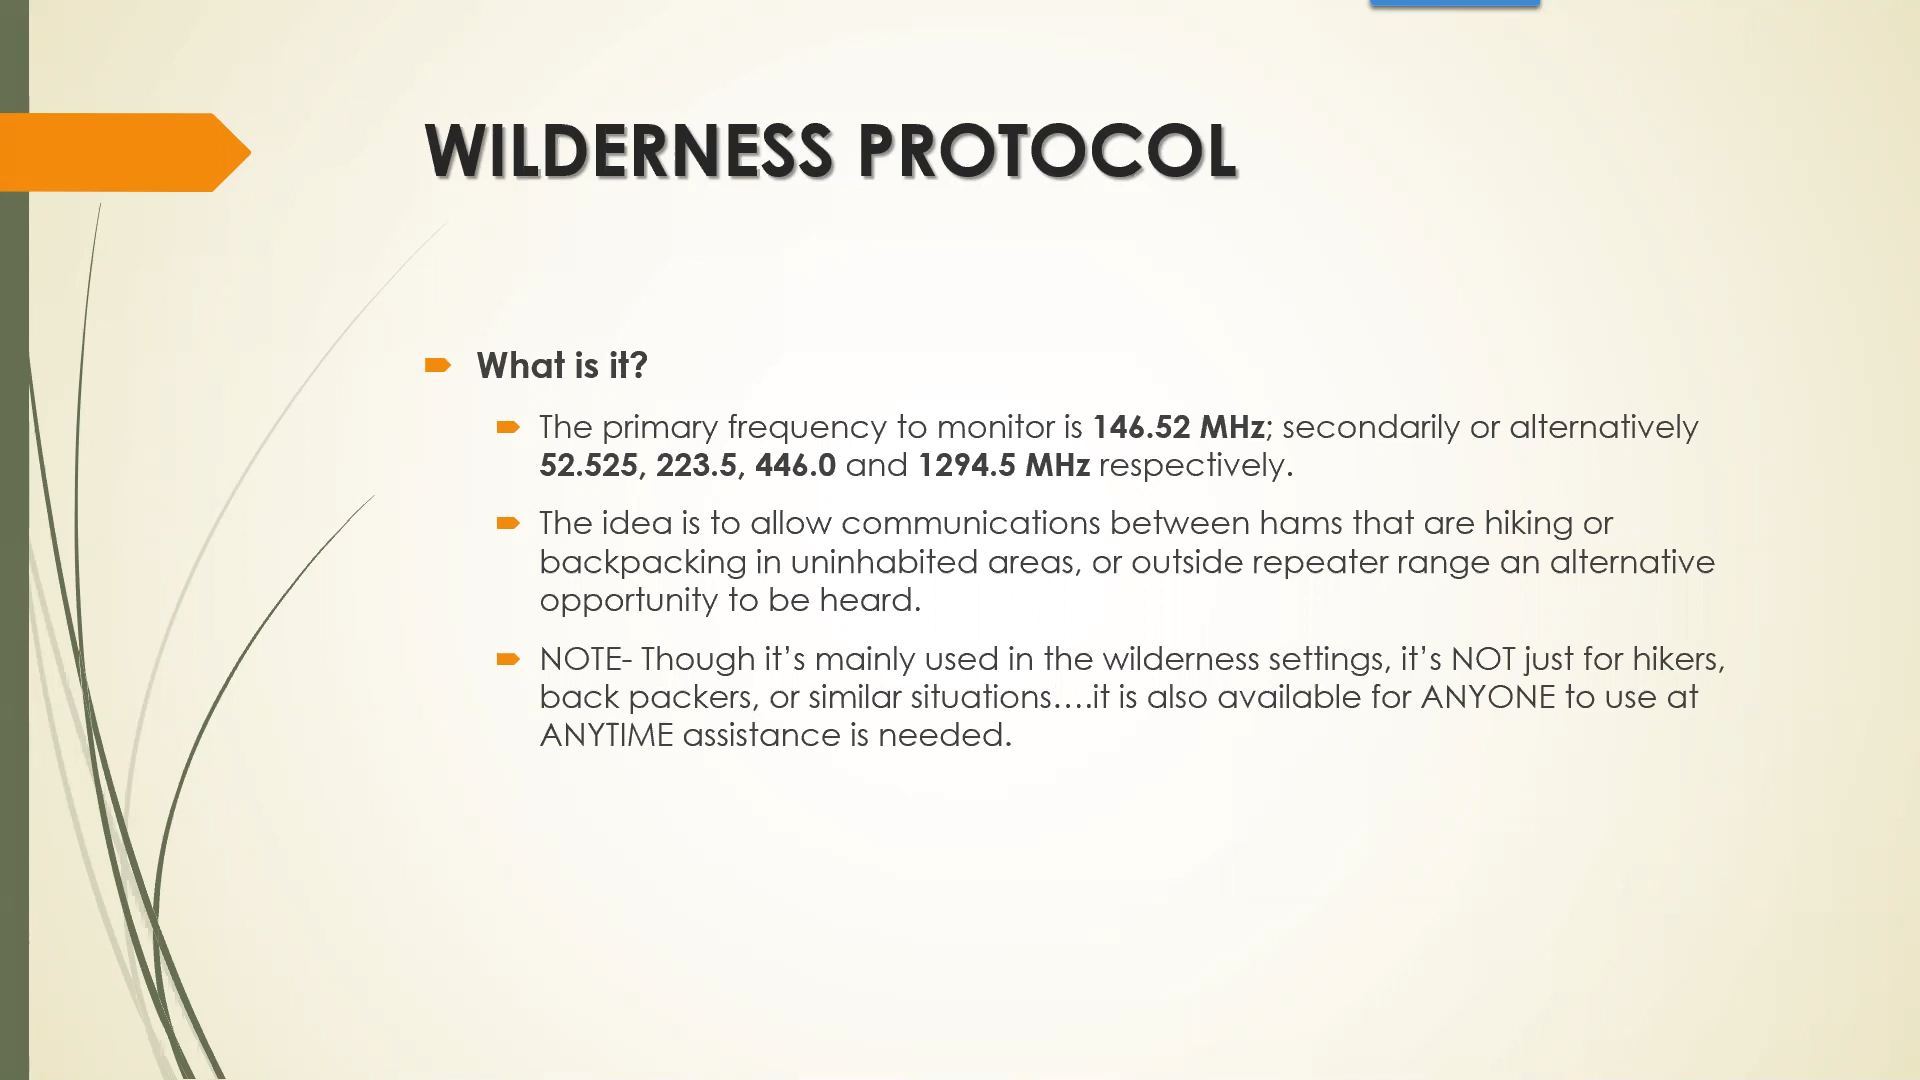 WILDERNESS PROTOCOL
What is it?
The primary frequency to monitor is 146.52 MHz; secondarily or alternatively
52.525, 223.5, 446.0 and 1294.5 MHz respectively.
The idea is to allow communications between hams that are hiking or
backpacking in uninhabited areas, or outside repeater range an alternative
opportunity to be heard.
NOTE- Though it’s mainly used in the wilderness settings, it’s NOT just for hikers,
back packers, or similar situations….it is also available for ANYONE to use at
ANYTIME assistance is needed.